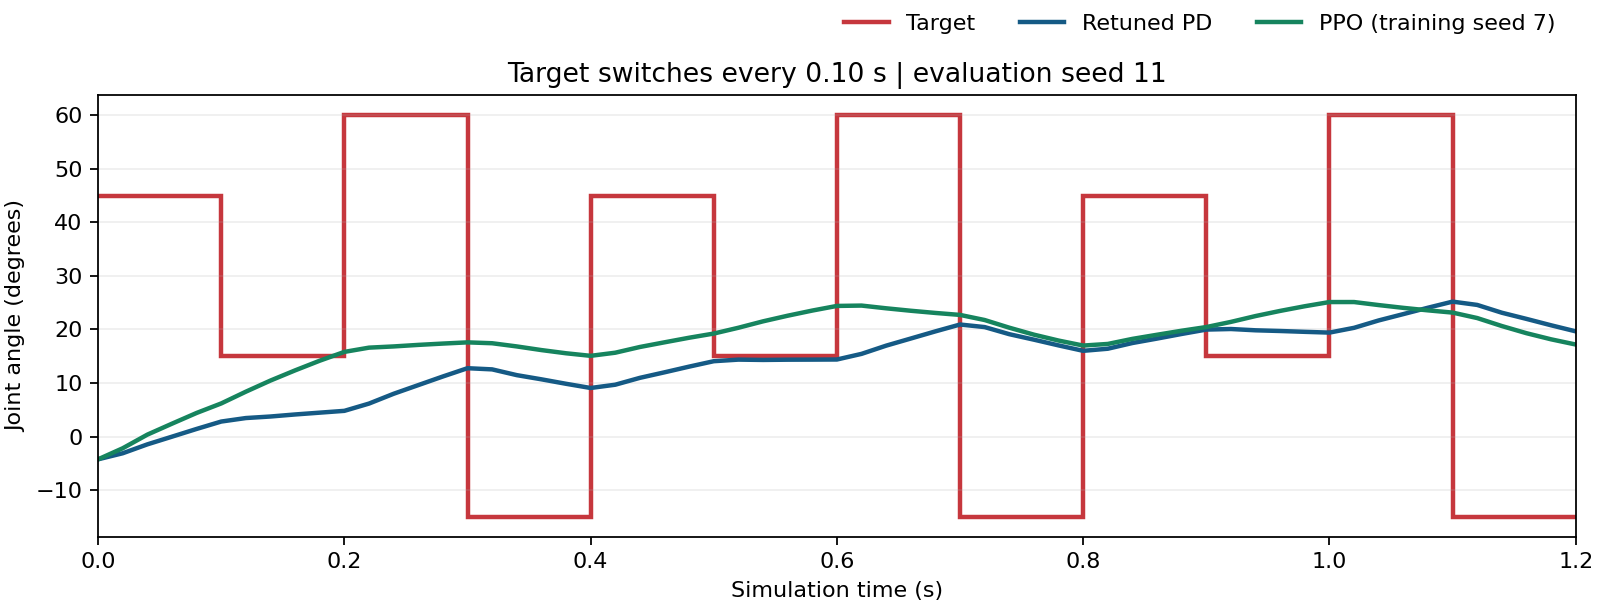 Target
Retuned PD
PPO (training seed 7)
Target switches every 0.10 s | evaluation seed 11
Joint angle (degrees)
60
50
40
30
20
10
0
−10
0.0
0.2
0.4
0.6
0.8
1.0
1.2
Simulation time (s)